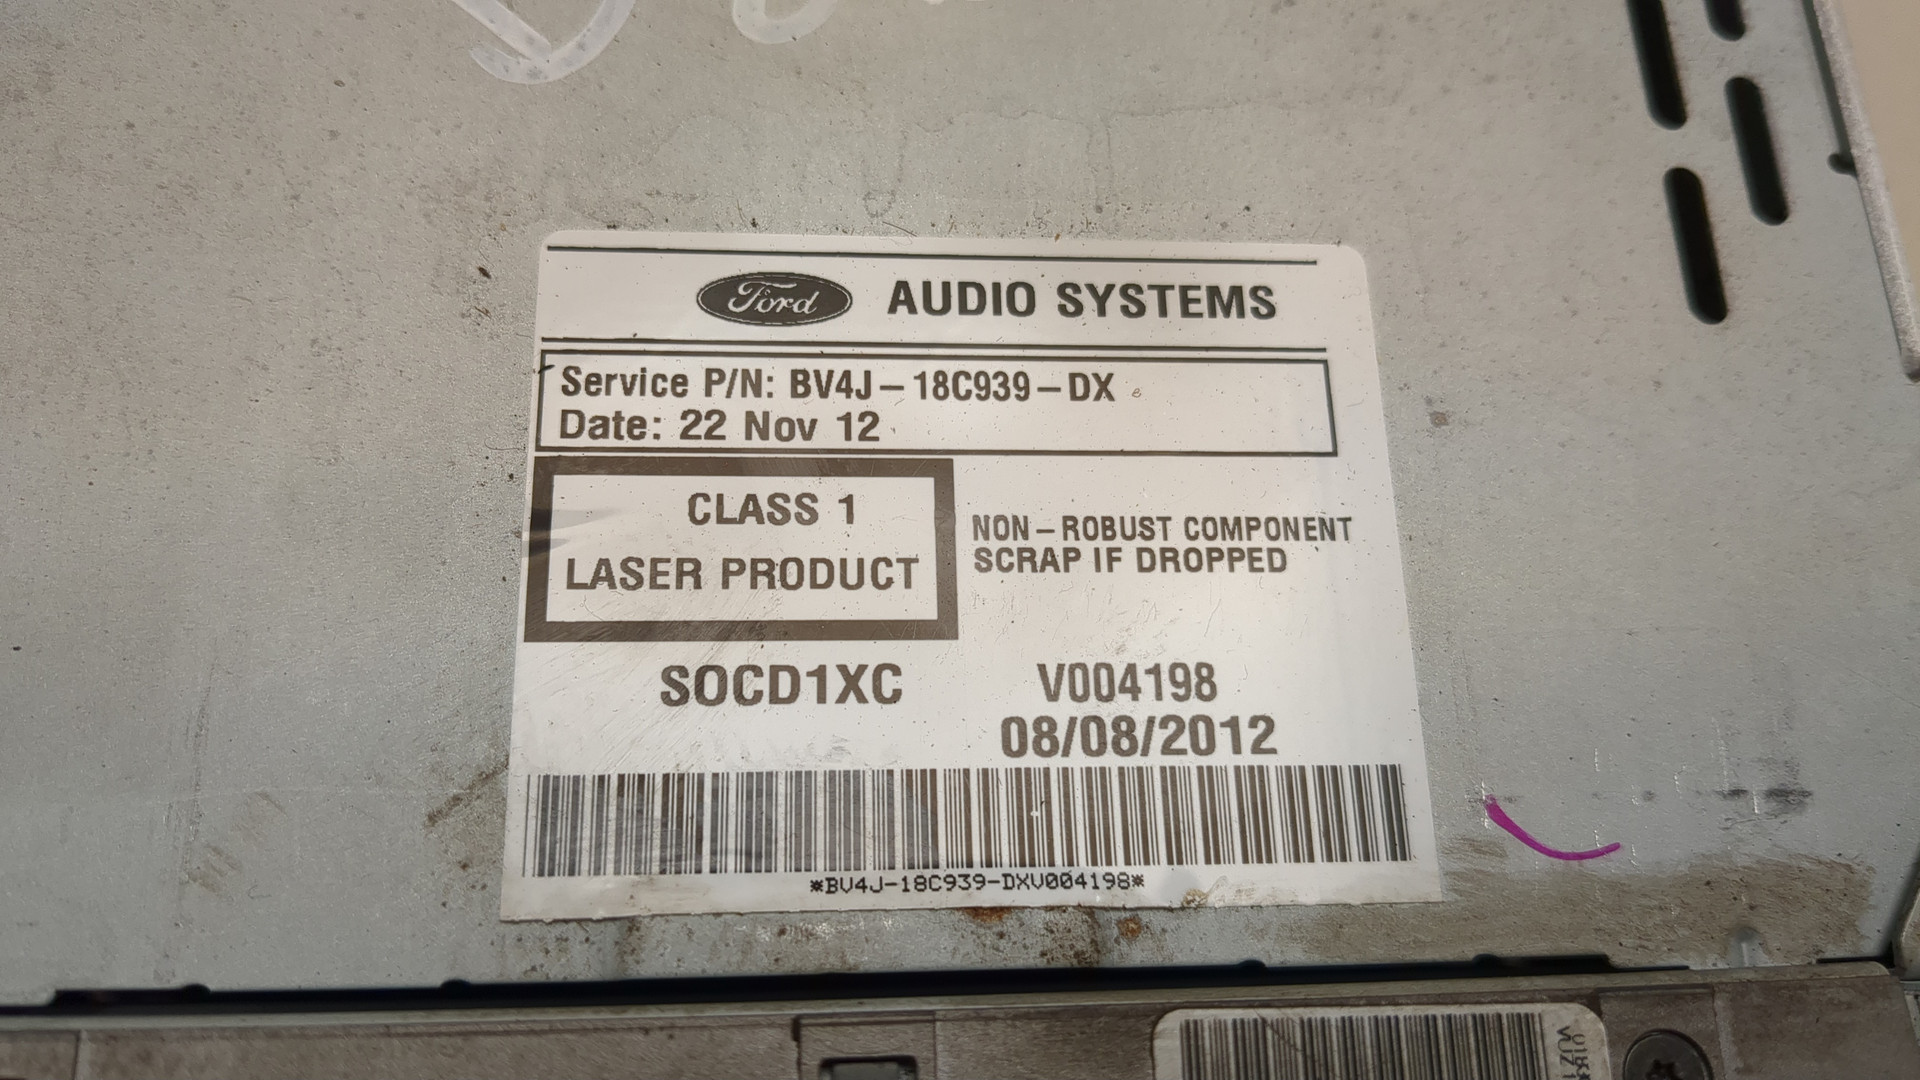 Ford AUDIO SYSTEMS
Service P/N: BV4J-18C939-DX
Date: 22 Nov 12
CLASS 1
LASER PRODUCT
NON-ROBUST COMPONENT
SCRAP IF DROPPED
SOCD1XC
V004198
08/08/2012
*BV4J-18C939-DXV004198*